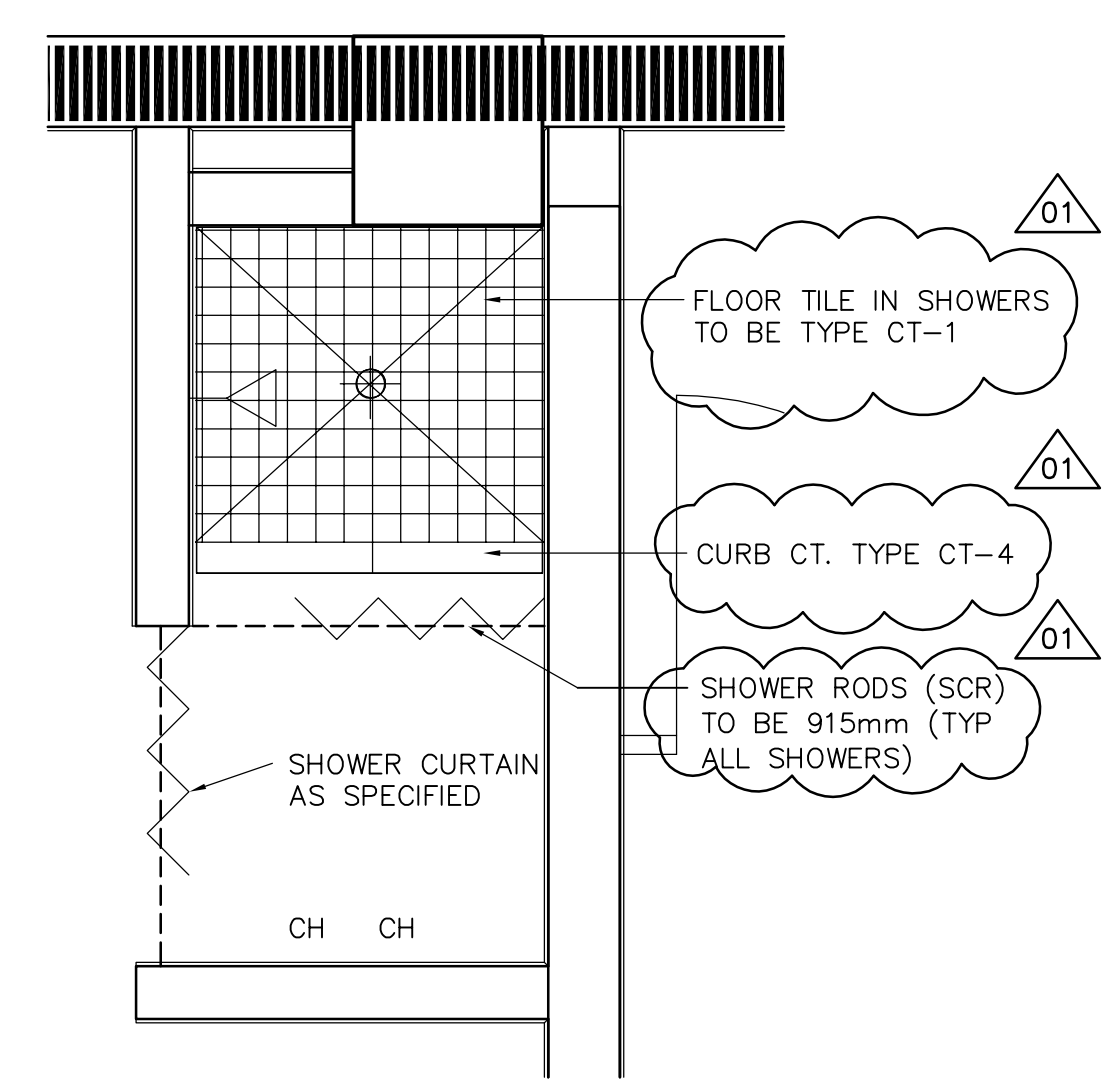 01
FLOOR TILE IN SHOWERS
TO BE TYPE CT-1
01
CURB CT. TYPE CT-4
01
SHOWER RODS (SCR)
TO BE 915mm (TYP
ALL SHOWERS)
SHOWER CURTAIN
AS SPECIFIED
CH CH